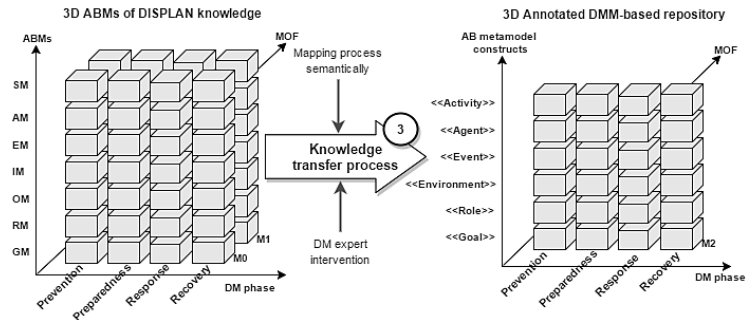 3D ABMs of DISPLAN knowledge
ABMs
MOF
SM
AM
EM
IM
OM
RM
GM
M1
M0
Prevention
Preparedness
Response
Recovery
DM phase
Mapping process
semantically
3
Knowledge
transfer process
DM expert
intervention
3D Annotated DMM-based repository
AB metamodel
constructs
MOF
<<Activity>>
<<Agent>>
<<Event>>
<<Environment>>
<<Role>>
<<Goal>>
M2
Prevention
Preparedness
Response
Recovery
DM phase